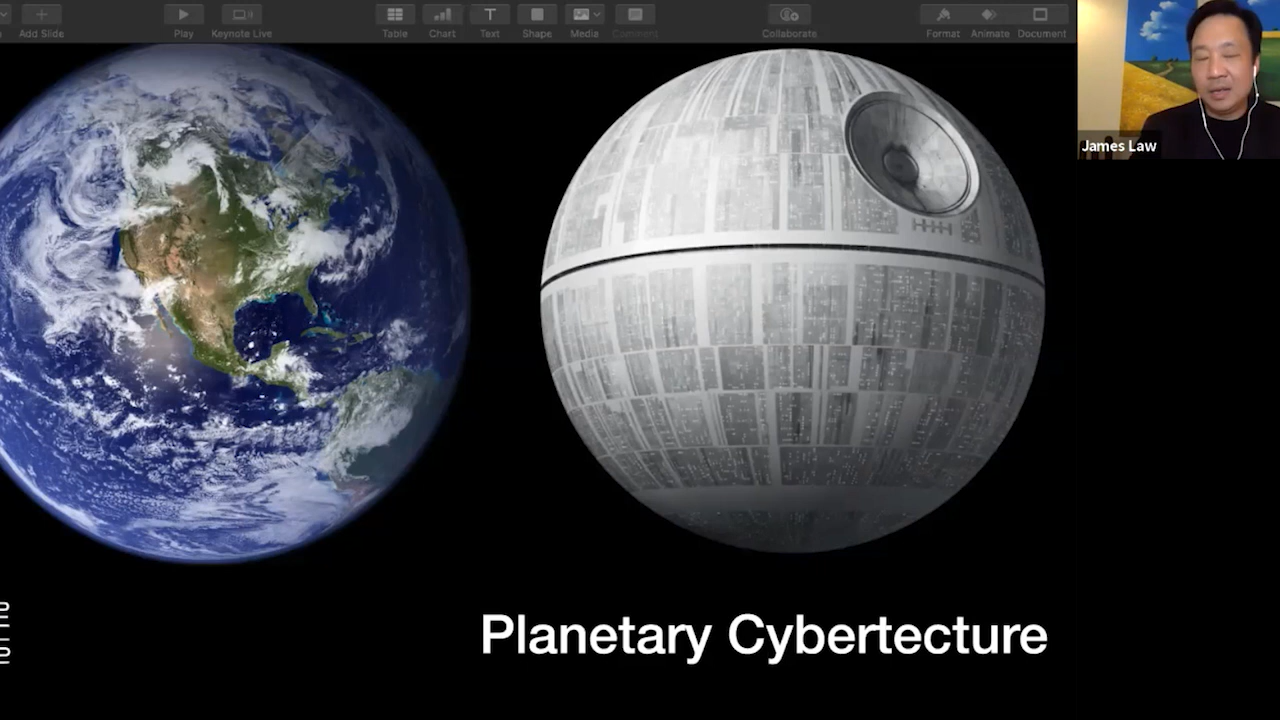 Add Slide
Play
Keynote Live
Table
Chart
Text
Shape
Media
Comment
Collaborate
Format
Animate
Document
James Law
Planetary Cybertecture